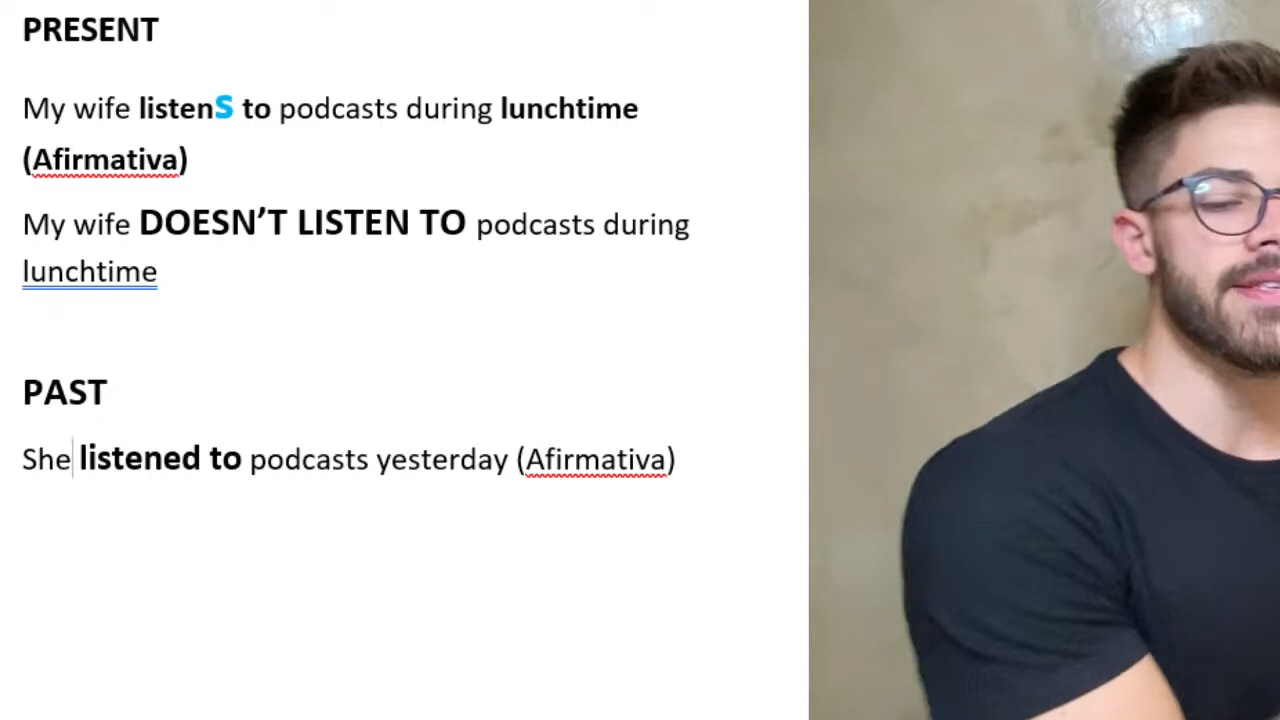 PRESENT
My wife listenS to podcasts during lunchtime
(Afirmativa)
My wife DOESN’T LISTEN TO podcasts during
lunchtime
PAST
She listened to podcasts yesterday (Afirmativa)